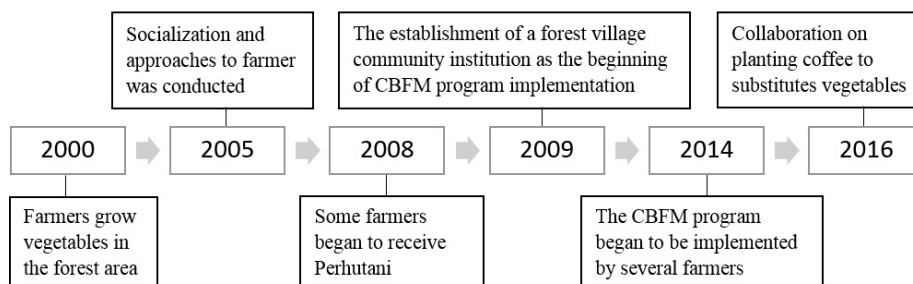 Socialization and
approaches to farmer
was conducted
The establishment of a forest village
community institution as the beginning
of CBFM program implementation
Collaboration on
planting coffee to
substitutes vegetables
2000
2005
2008
2009
2014
2016
Farmers grow
vegetables in
the forest area
Some farmers
began to receive
Perhutani
The CBFM program
began to be implemented
by several farmers